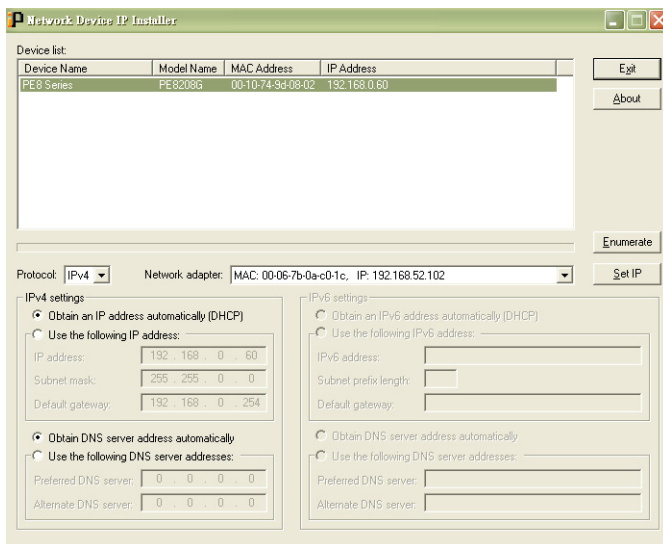 Network Device IP Installer
Device list:
Device Name Model Name MAC Address IP Address
PE8 Series PE8208G 00-10-74-9d-08-02 192.168.0.60
Exit
About
Enumerate
Protocol: IPv4 Network adapter: MAC: 00-06-7b-0a-c0-1c, IP: 192.168.52.102 Set IP
IPv4 settings
Obtain an IP address automatically (DHCP)
Use the following IP address:
IP address: 192 . 168 . 0 . 60
Subnet mask: 255 . 255 . 0 . 0
Default gateway: 192 . 168 . 0 . 254
Obtain DNS server address automatically
Use the following DNS server addresses:
Preferred DNS server: 0 . 0 . 0 . 0
Alternate DNS server: 0 . 0 . 0 . 0
IPv6 settings
Obtain an IPv6 address automatically (DHCP)
Use the following IPv6 address:
IPv6 address:
Subnet prefix length:
Default gateway:
Obtain DNS server address automatically
Use the following DNS server addresses:
Preferred DNS server:
Alternate DNS server: